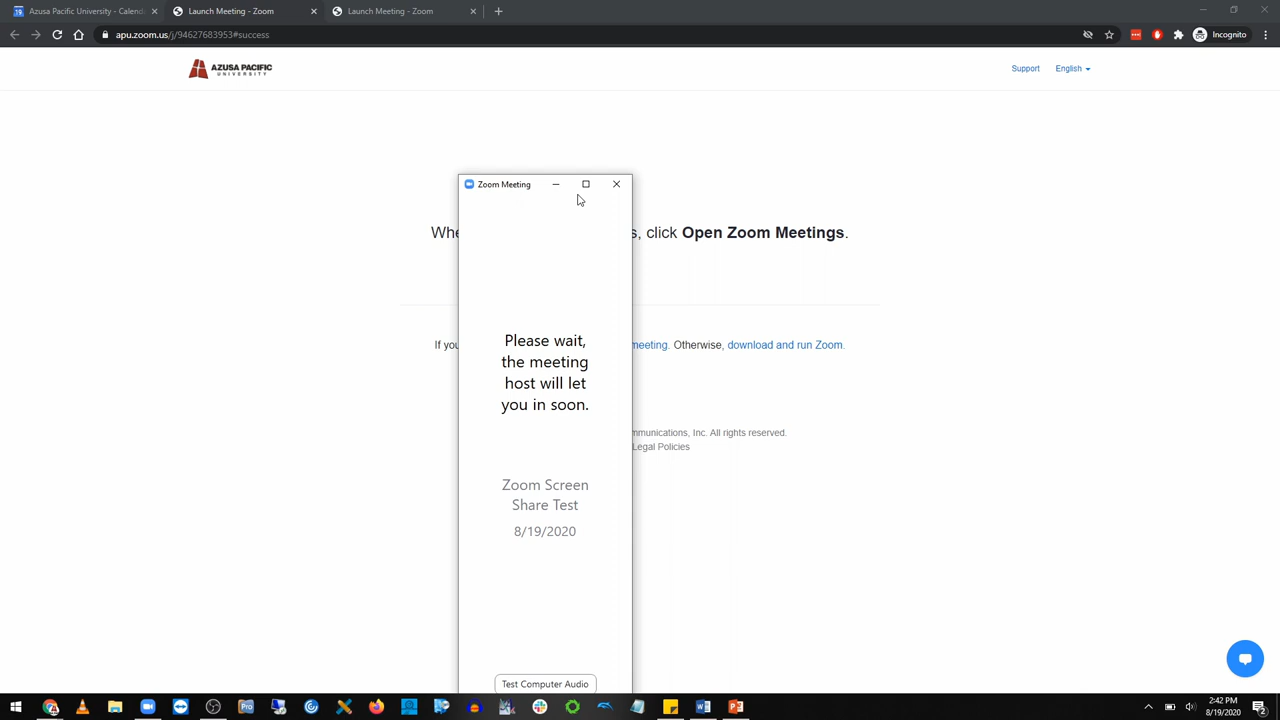 Azusa Pacific University - Calenda
Launch Meeting - Zoom
Launch Meeting - Zoom
apu.zoom.us/j/94627683953#success
Incognito
AZUSA PACIFIC
UNIVERSITY
Support
English
Zoom Meeting
Whe
s, click Open Zoom Meetings.
Please wait,
the meeting
host will let
you in soon.
If you
meeting. Otherwise, download and run Zoom.
mmunications, Inc. All rights reserved.
Legal Policies
Zoom Screen
Share Test
8/19/2020
Test Computer Audio
2:42 PM
8/19/2020
2